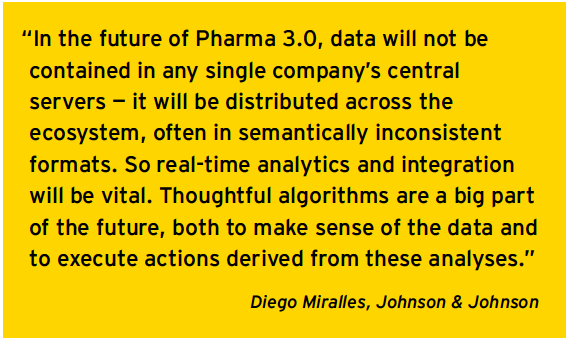 “In the future of Pharma 3.0, data will not be
contained in any single company’s central
servers – it will be distributed across the
ecosystem, often in semantically inconsistent
formats. So real-time analytics and integration
will be vital. Thoughtful algorithms are a big part
of the future, both to make sense of the data and
to execute actions derived from these analyses.”
Diego Miralles, Johnson & Johnson